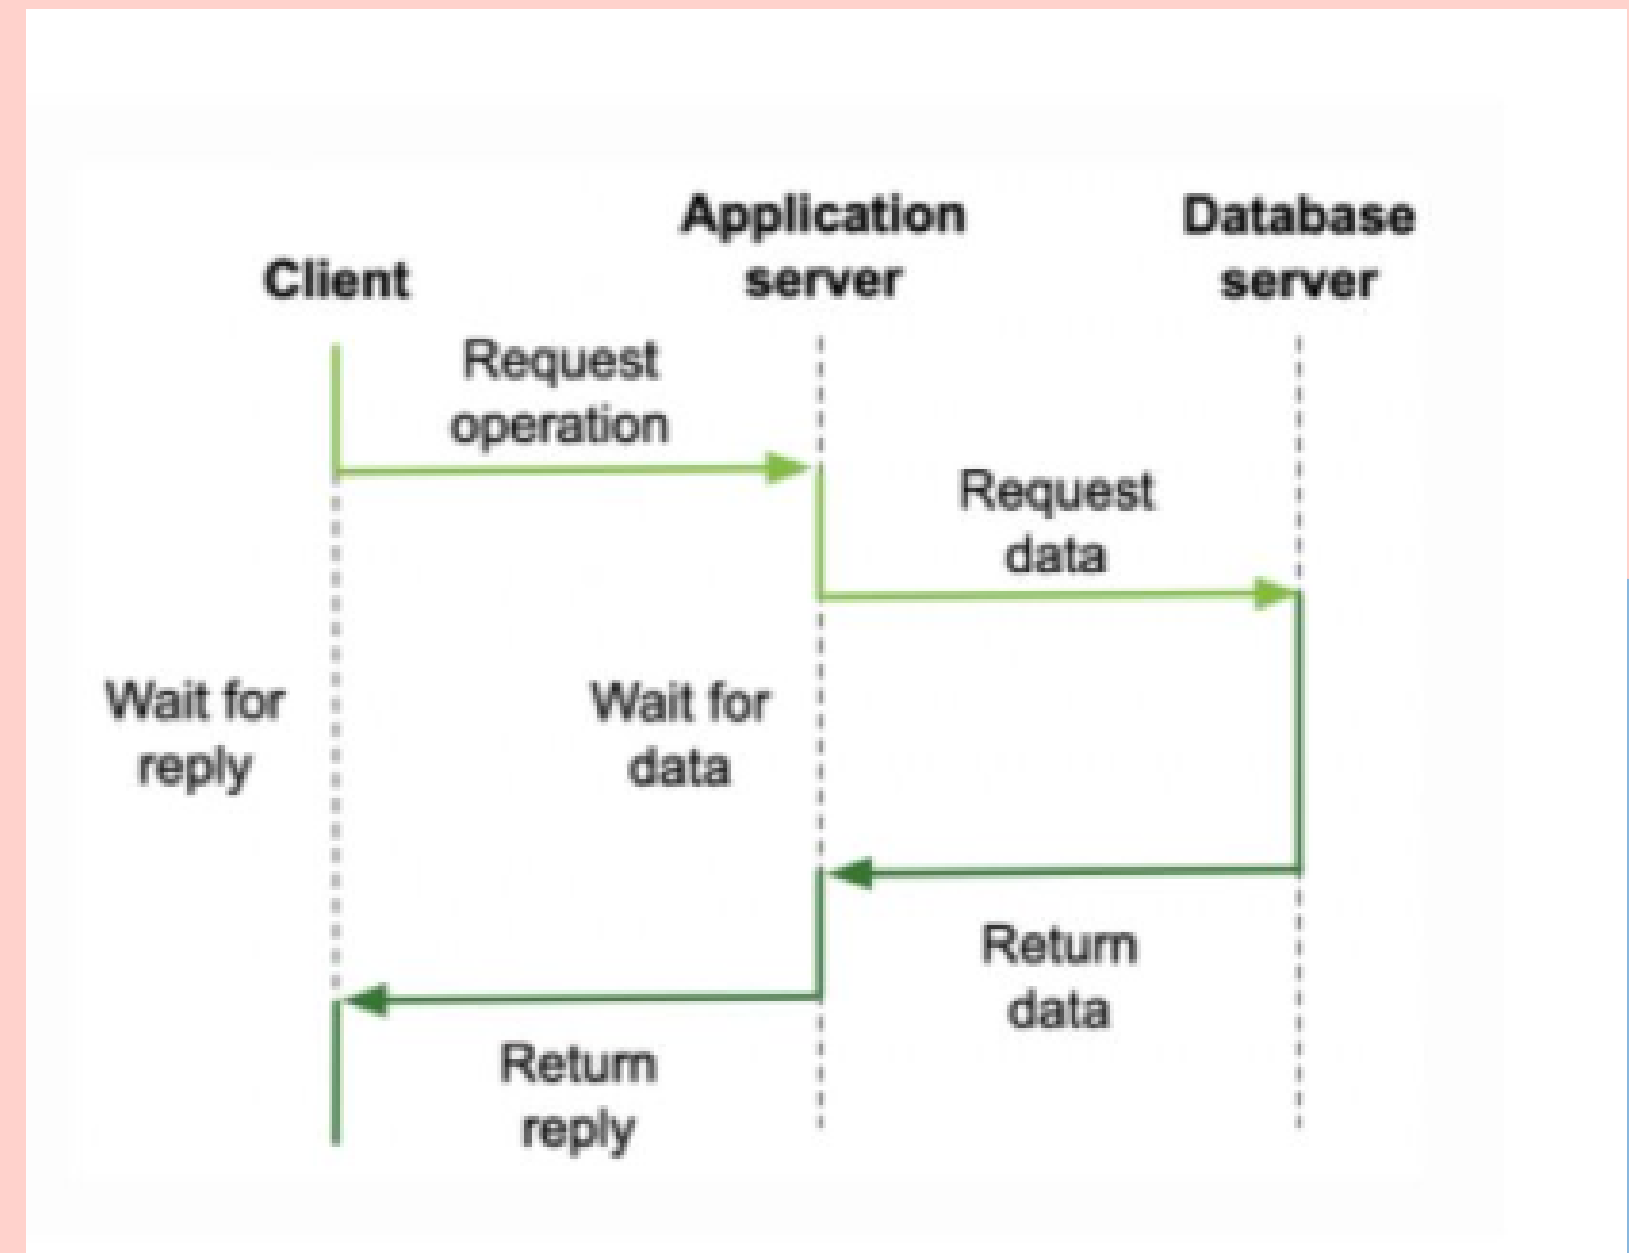 Client
Application
server
Database
server
Request
operation
Request
data
Wait for
reply
Wait for
data
Return
data
Return
reply